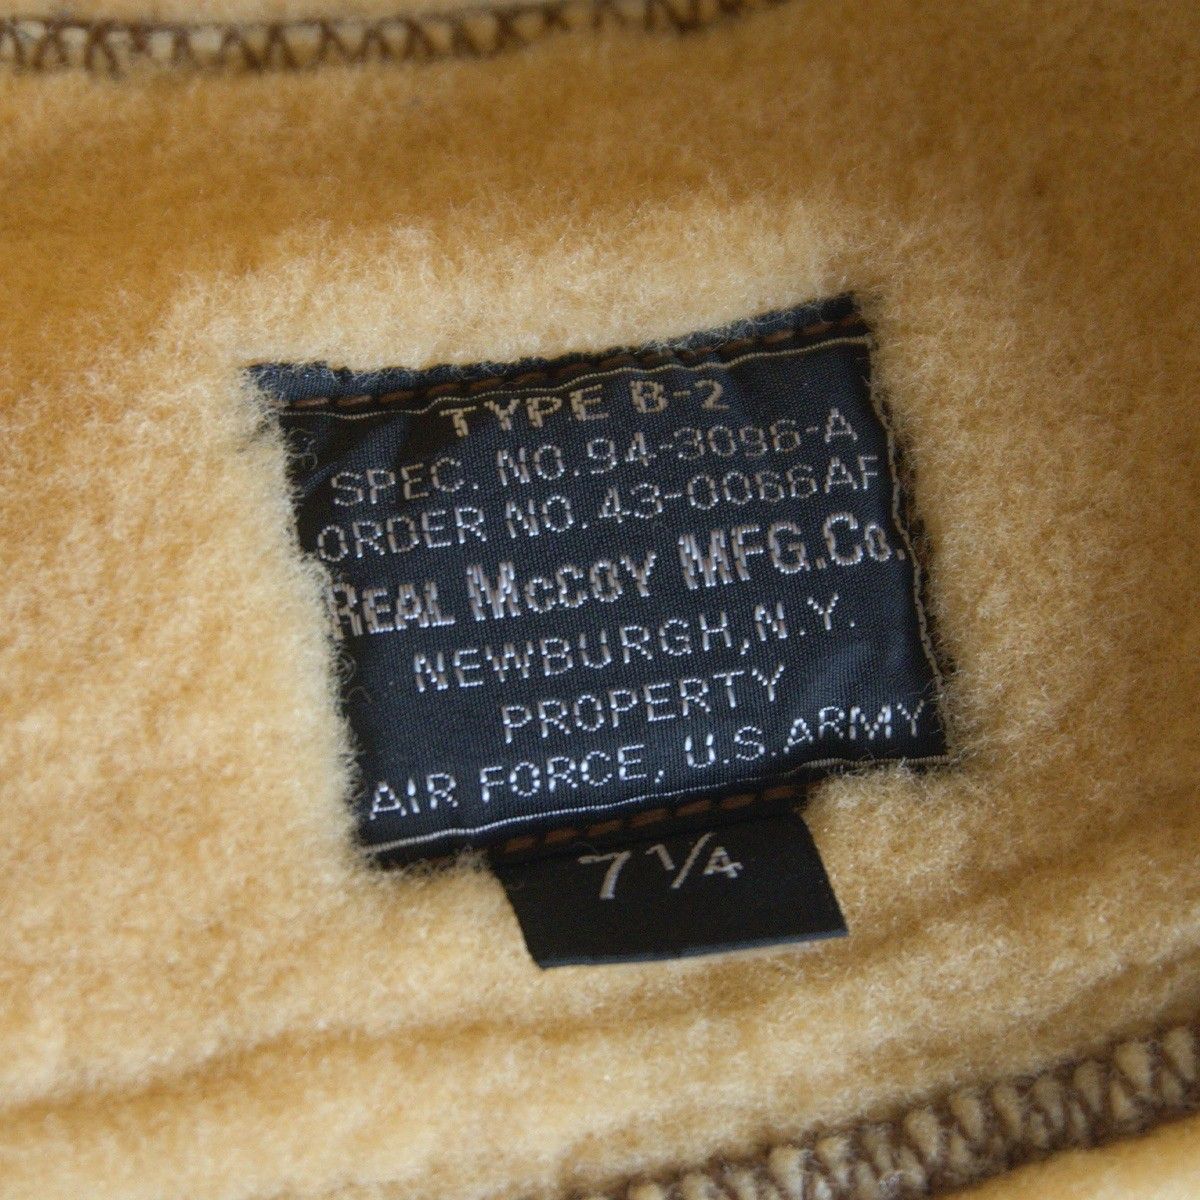 TYPE B-2
SPEC. NO.94-3096-A
ORDER NO.43-0066AF
REAL MCCOY MFG.CO.
NEWBURGH, N.Y.
PROPERTY
AIR FORCE, U.S.ARMY
7 ¼